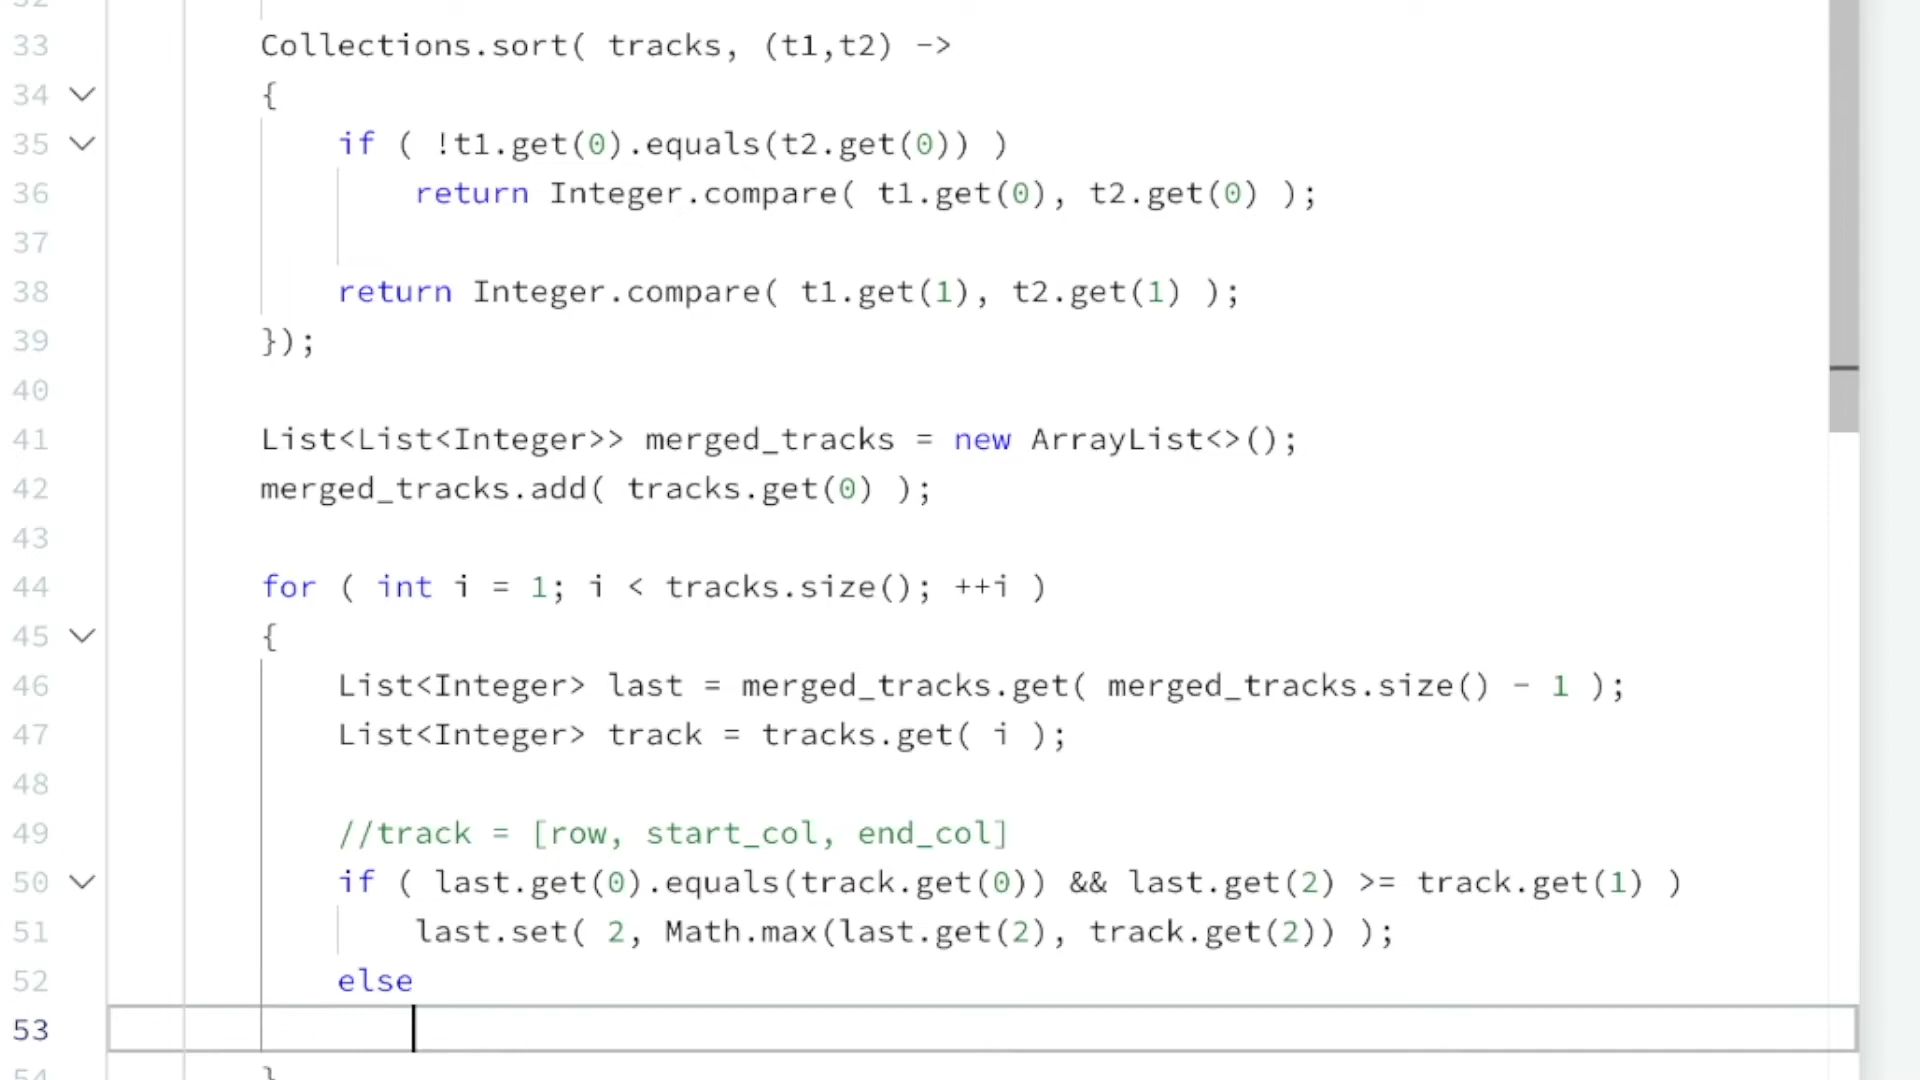 32
33 Collections.sort( tracks, (t1,t2) ->
34 {
35 if ( !t1.get(0).equals(t2.get(0)) )
36 return Integer.compare( t1.get(0), t2.get(0) );
37
38 return Integer.compare( t1.get(1), t2.get(1) );
39 });
40
41 List<List<Integer>> merged_tracks = new ArrayList<>();
42 merged_tracks.add( tracks.get(0) );
43
44 for ( int i = 1; i < tracks.size(); ++i )
45 {
46 List<Integer> last = merged_tracks.get( merged_tracks.size() - 1 );
47 List<Integer> track = tracks.get( i );
48
49 //track = [row, start_col, end_col]
50 if ( last.get(0).equals(track.get(0)) && last.get(2) >= track.get(1) )
51 last.set( 2, Math.max(last.get(2), track.get(2)) );
52 else
53
54 }